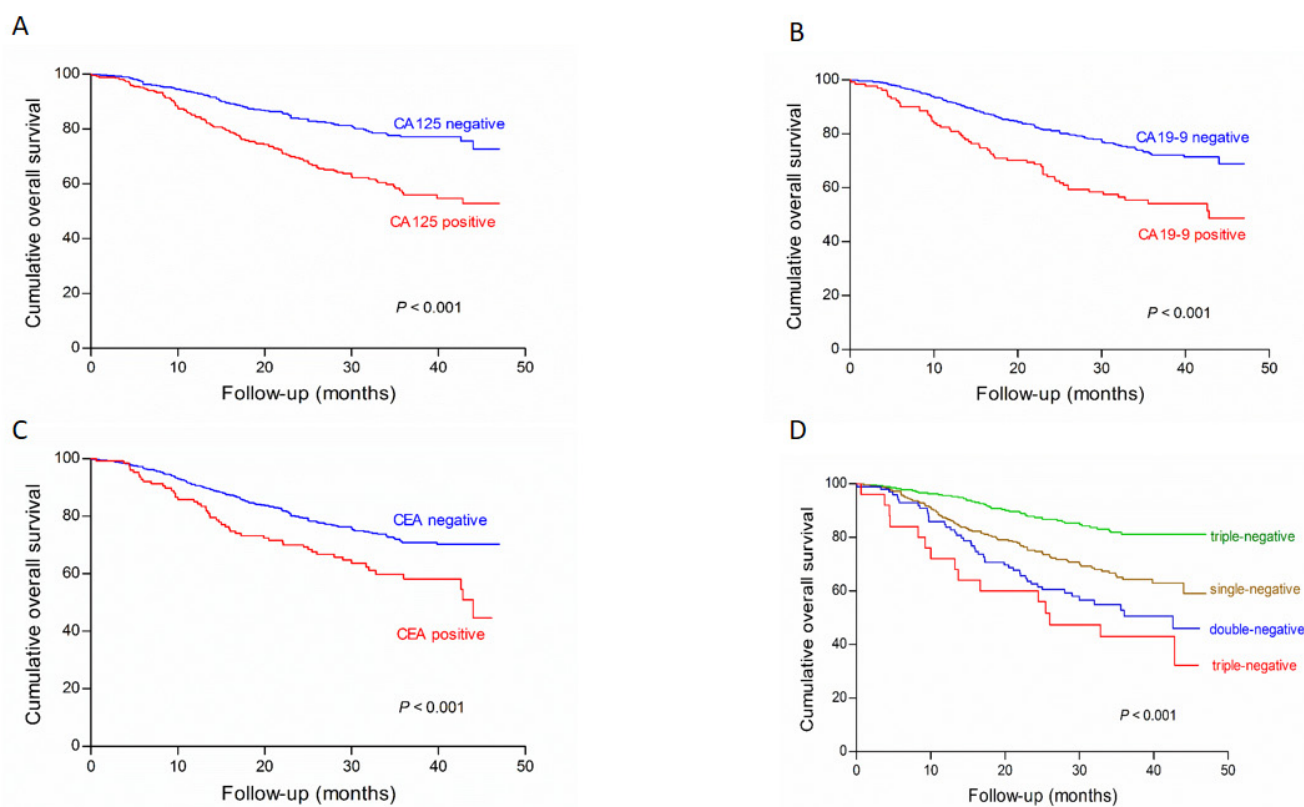 A
Cumulative overall survival
100
80
60
40
20
0
CA125 negative
CA125 positive
P < 0.001
0 10 20 30 40 50
Follow-up (months)
B
Cumulative overall survival
100
80
60
40
20
0
CA19-9 negative
CA19-9 positive
P < 0.001
0 10 20 30 40 50
Follow-up (months)
C
Cumulative overall survival
100
80
60
40
20
0
CEA negative
CEA positive
P < 0.001
0 10 20 30 40 50
Follow-up (months)
D
Cumulative overall survival
100
80
60
40
20
0
triple-negative
single-negative
double-negative
triple-negative
P < 0.001
0 10 20 30 40 50
Follow-up (months)